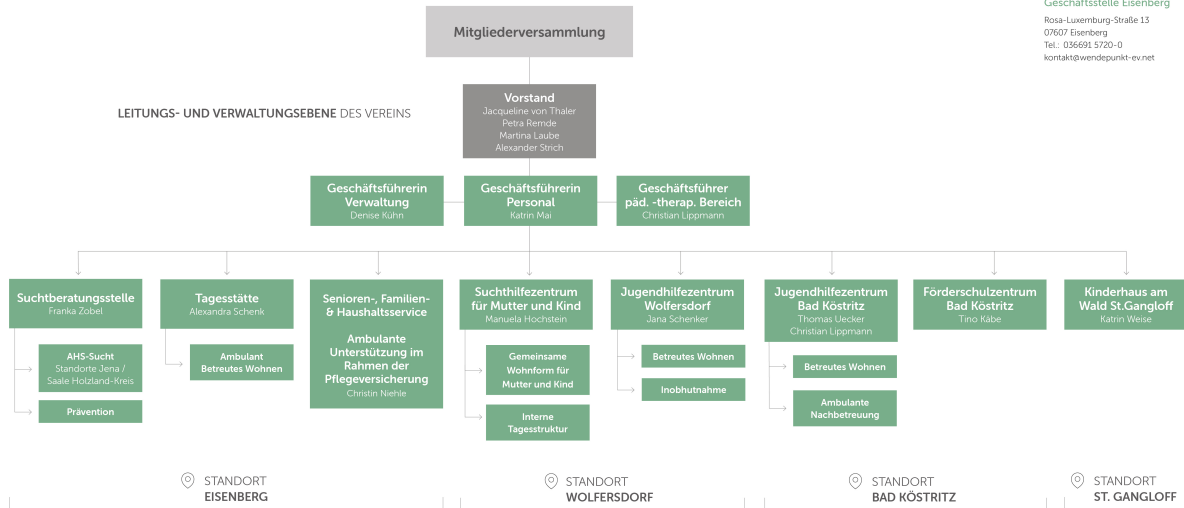 Geschäftsstelle Eisenberg
Rosa-Luxemburg-Straße 13
07607 Eisenberg
Tel.: 036691 5720-0
kontakt@wendepunkt-ev.net
Mitgliederversammlung
LEITUNGS- UND VERWALTUNGSEBENE DES VEREINS
Vorstand
Jacqueline von Thaler
Petra Remde
Martina Laube
Alexander Strich
Geschäftsführerin
Verwaltung
Denise Kühn
Geschäftsführerin
Personal
Katrin Mai
Geschäftsführer
päd. -therap. Bereich
Christian Lippmann
Suchtberatungsstelle
Franka Zobel
AHS-Sucht
Standorte Jena /
Saale Holzland-Kreis
Prävention
Tagesstätte
Alexandra Schenk
Ambulant
Betreutes Wohnen
Senioren-, Familien-
& Haushaltsservice
Ambulante
Unterstützung im
Rahmen der
Pflegeversicherung
Christin Niehle
Suchthilfezentrum
für Mutter und Kind
Manuela Hochstein
Gemeinsame
Wohnform für
Mutter und Kind
Interne
Tagesstruktur
Jugendhilfezentrum
Wolfersdorf
Jana Schenker
Betreutes Wohnen
Inobhutnahme
Jugendhilfezentrum
Bad Köstritz
Thomas Uecker
Christian Lippmann
Betreutes Wohnen
Ambulante
Nachbetreuung
Förderschulzentrum
Bad Köstritz
Tino Käbe
Kinderhaus am
Wald St.Gangloff
Katrin Weise
STANDORT
EISENBERG
STANDORT
WOLFERSDORF
STANDORT
BAD KÖSTRITZ
STANDORT
ST. GANGLOFF